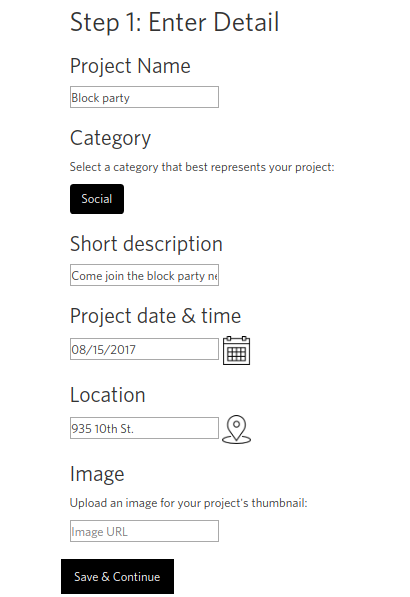 Step 1: Enter Detail
Project Name
Block party
Category
Select a category that best represents your project:
Social
Short description
Come join the block party
Project date & time
08/15/2017
Location
935 10th St.
Image
Upload an image for your project's thumbnail:
Image URL
Save & Continue